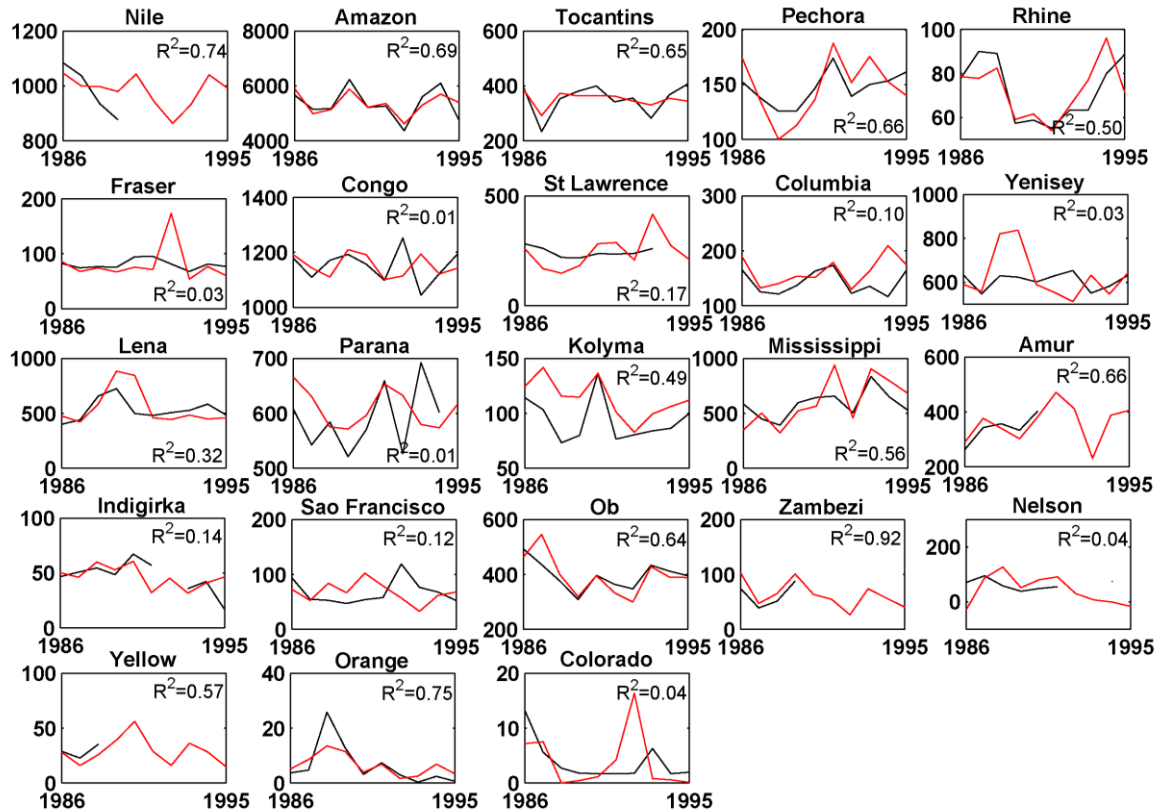 Nile
1200
1000
800
R²=0.74
1986
1995
Amazon
8000
6000
4000
R²=0.69
1986
1995
Tocantins
600
400
200
R²=0.65
1986
1995
Pechora
200
150
100
R²=0.66
1986
1995
Rhine
100
80
60
R²=0.50
1986
1995
Fraser
200
100
0
R²=0.03
1986
1995
Congo
1400
1200
1000
R²=0.01
1986
1995
St Lawrence
500
0
R²=0.17
1986
1995
Columbia
300
200
100
R²=0.10
1986
1995
Yenisey
1000
800
600
R²=0.03
1986
1995
Lena
1000
500
0
R²=0.32
1986
1995
Parana
700
600
500
R²=0.01
1986
1995
Kolyma
150
100
50
R²=0.49
1986
1995
Mississippi
1000
500
0
R²=0.56
1986
1995
Amur
600
400
200
R²=0.66
1986
1995
Indigirka
100
50
0
R²=0.14
1986
1995
Sao Francisco
200
100
0
R²=0.12
1986
1995
Ob
600
400
200
R²=0.64
1986
1995
Zambezi
200
100
0
R²=0.92
1986
1995
Nelson
200
0
R²=0.04
1986
1995
Yellow
100
50
0
R²=0.57
1986
1995
Orange
40
20
0
R²=0.75
1986
1995
Colorado
20
10
0
R²=0.04
1986
1995